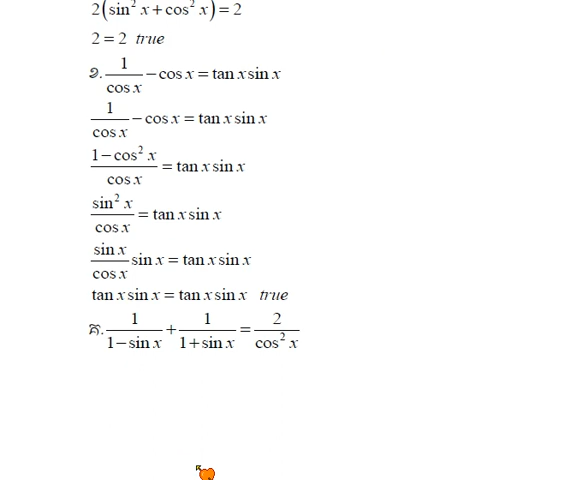 2(sin² x + cos² x) = 2
2 = 2 true
១. 1/cos x − cos x = tan x sin x
1/cos x − cos x = tan x sin x
(1 − cos² x)/cos x = tan x sin x
sin² x/cos x = tan x sin x
sin x/cos x sin x = tan x sin x
tan x sin x = tan x sin x true
1/(1 − sin x) + 1/(1 + sin x) = 2/cos² x